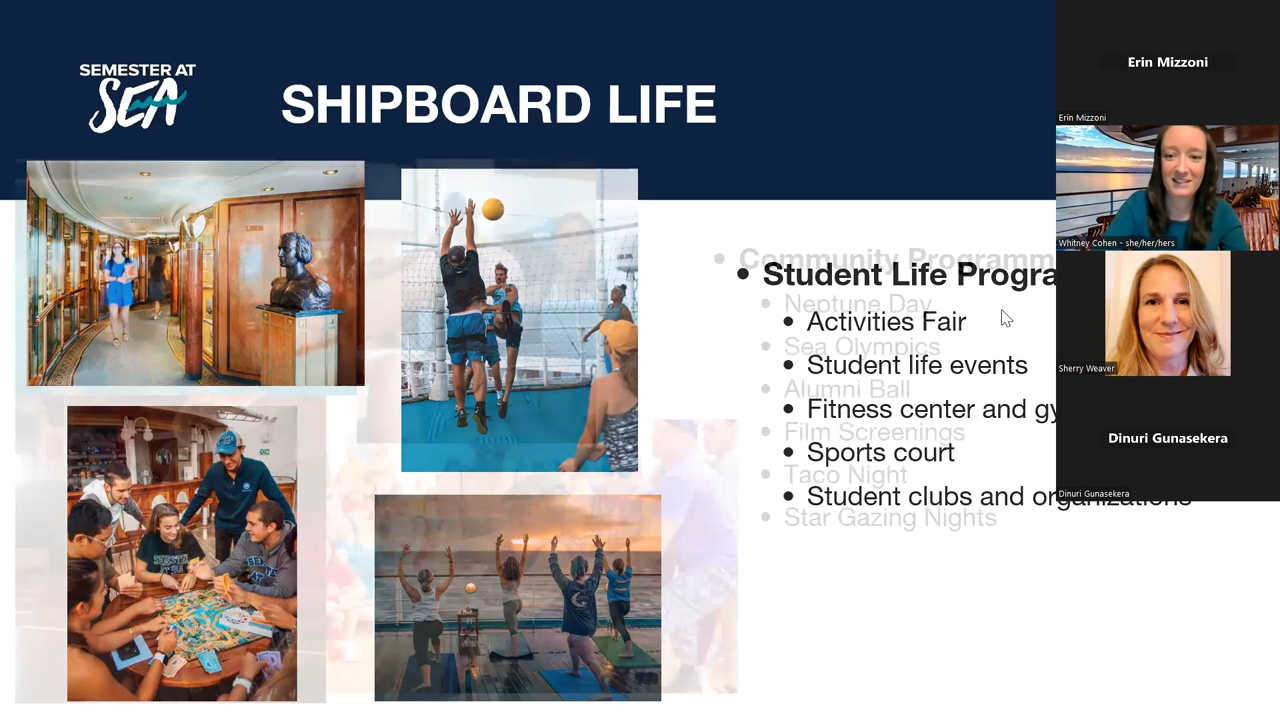 SEMESTER AT
SEA
SHIPBOARD LIFE
Community Programm
• Student Life Progra
Neptune Day
• Activities Fair
Sea Olympics
• Student life events
Alumni Ball
• Fitness center and gy
Film Screenings
• Sports court
Taco Night
• Student clubs and organizations
Star Gazing Nights
Erin Mizzoni
Erin Mizzoni
Whitney Cohen - she/her/hers
Sherry Weaver
Dinuri Gunasekera
Dinuri Gunasekera